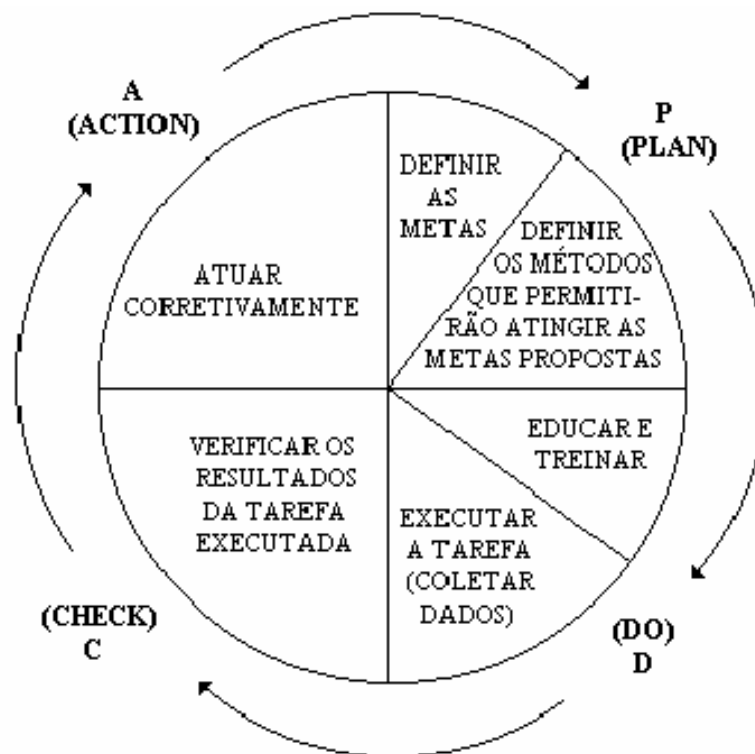 A
(ACTION)
P
(PLAN)
DEFINIR
AS
METAS
DEFINIR
OS MÉTODOS
QUE PERMITI-
RÃO ATINGIR AS
METAS PROPOSTAS
EDUCAR E
TREINAR
EXECUTAR
A TAREFA
(COLETAR
DADOS)
(DO)
D
VERIFICAR OS
RESULTADOS
DA TAREFA
EXECUTADA
(CHECK)
C
ATUAR
CORRETIVAMENTE